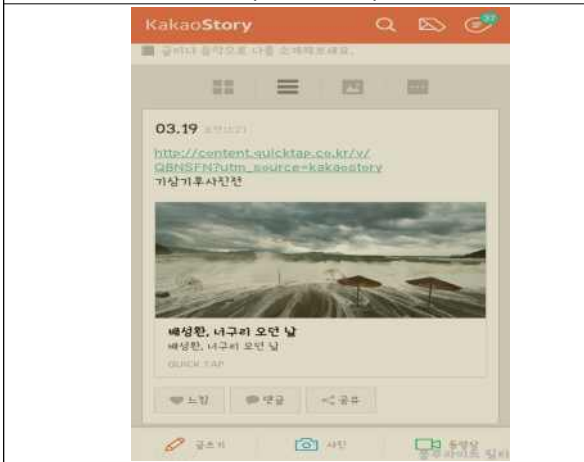 KakaoStory
37
글이나 음악으로 나를 소개해보세요.
03.19
http://content.quicktap.co.kr/v/
QBNSFN?utm_source=kakaostory
기상기후사진전
배성환, 너구리 오던 날
배성환, 너구리 오던 날
QUICK TAP
느낌
댓글
공유
글쓰기
사진
동영상